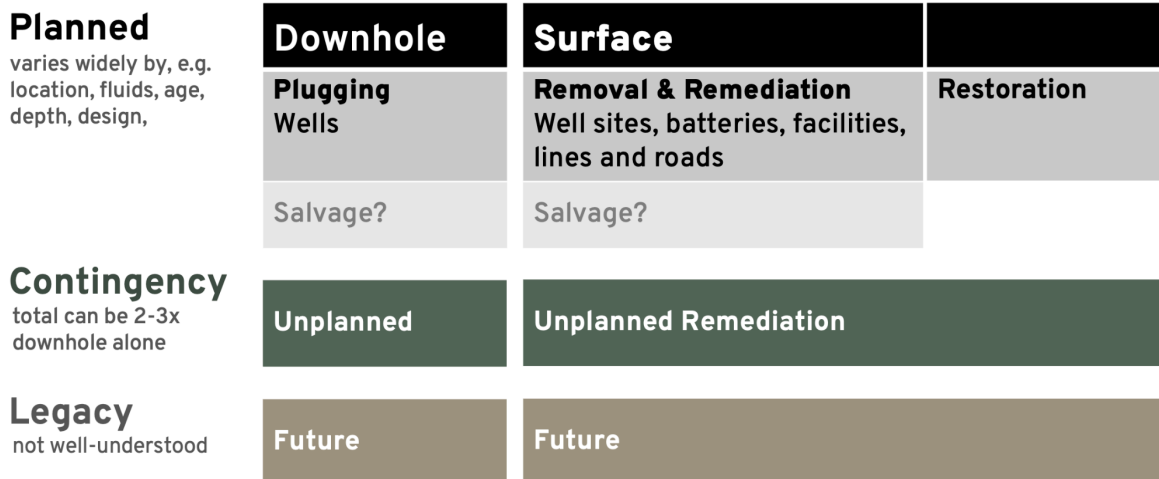 Planned
varies widely by, e.g.
location, fluids, age,
depth, design,
Downhole
Surface
Plugging
Wells
Removal & Remediation
Well sites, batteries, facilities,
lines and roads
Restoration
Salvage?
Salvage?
Contingency
total can be 2-3x
downhole alone
Unplanned
Unplanned Remediation
Legacy
not well-understood
Future
Future